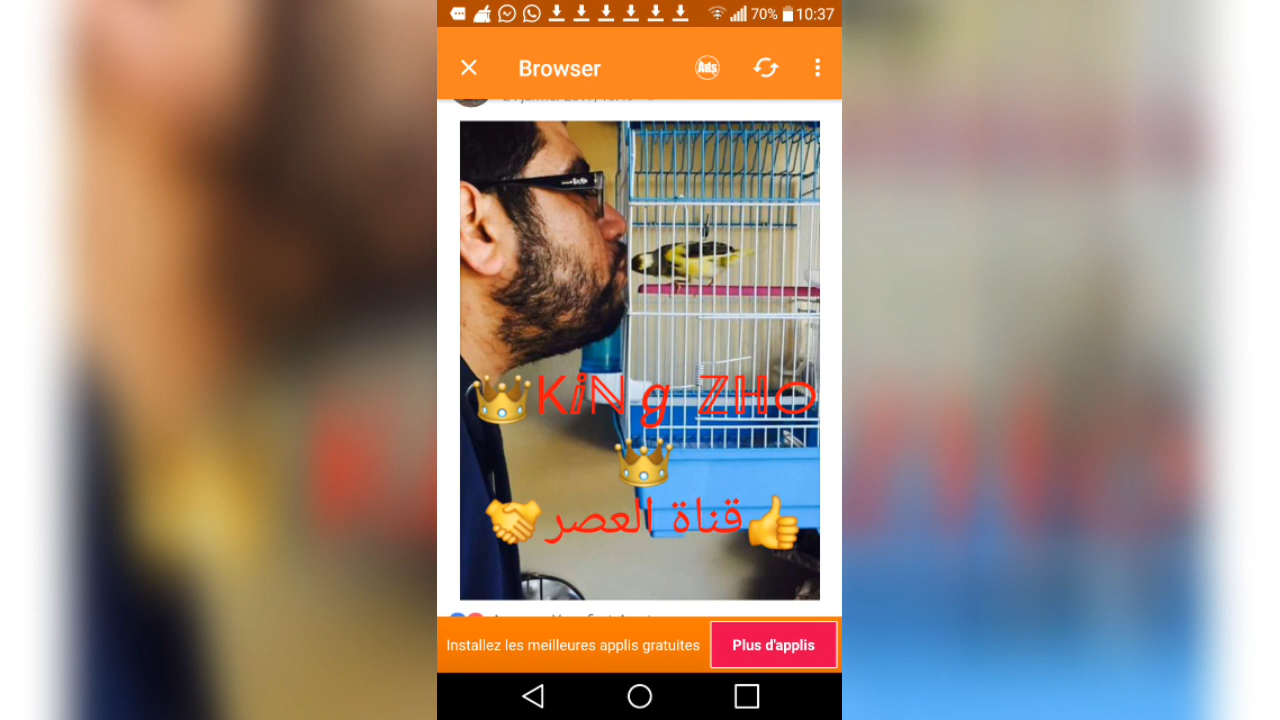 70% 10:37
Browser Ads
KiNg ZHO
قناة العصر
Installez les meilleures applis gratuites Plus d'applis